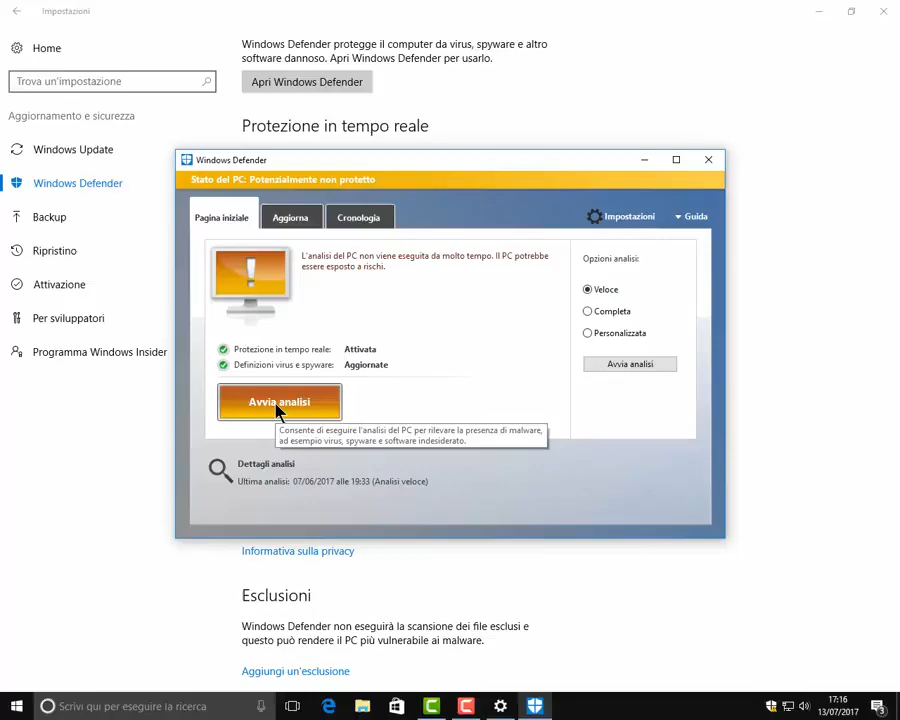 Impostazioni
Home
Trova un'impostazione
Aggiornamento e sicurezza
Windows Update
Windows Defender
Backup
Ripristino
Attivazione
Per sviluppatori
Programma Windows Insider
Windows Defender protegge il computer da virus, spyware e altro
software dannoso. Apri Windows Defender per usarlo.
Apri Windows Defender
Protezione in tempo reale
Windows Defender
Stato del PC: Potenzialmente non protetto
Pagina iniziale
Aggiorna
Cronologia
Impostazioni
Guida
L'analisi del PC non viene eseguita da molto tempo. Il PC potrebbe
essere esposto a rischi.
Protezione in tempo reale: Attivata
Definizioni virus e spyware: Aggiornate
Avvia analisi
Consente di eseguire l'analisi del PC per rilevare la presenza di malware,
ad esempio virus, spyware e software indesiderato.
Opzioni analisi:
Veloce
Completa
Personalizzata
Avvia analisi
Dettagli analisi
Ultima analisi: 07/06/2017 alle 19:33 (Analisi veloce)
Informativa sulla privacy
Esclusioni
Windows Defender non eseguirà la scansione dei file esclusi e
questo può rendere il PC più vulnerabile ai malware.
Aggiungi un'esclusione
Scrivi qui per eseguire la ricerca
17:16
13/07/2017
3